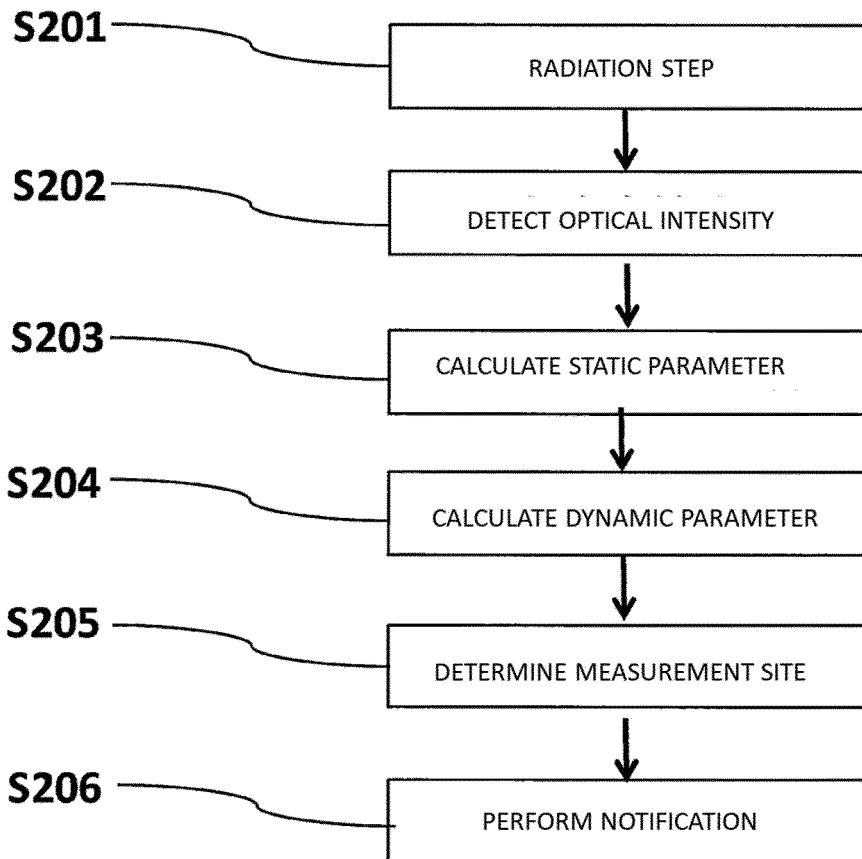 S201
RADIATION STEP
S202
DETECT OPTICAL INTENSITY
S203
CALCULATE STATIC PARAMETER
S204
CALCULATE DYNAMIC PARAMETER
S205
DETERMINE MEASUREMENT SITE
S206
PERFORM NOTIFICATION